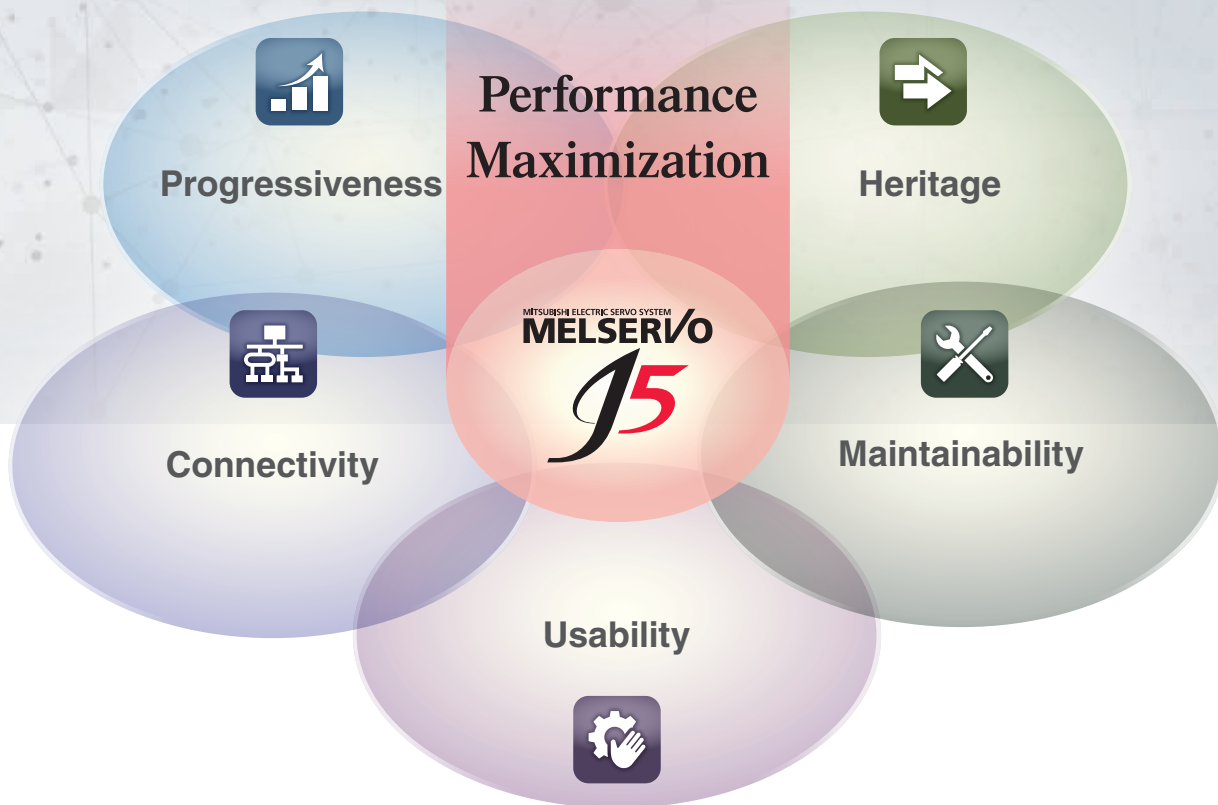 Performance
Maximization
Progressiveness
Heritage
MITSUBISHI ELECTRIC SERVO SYSTEM
MELSERVO
J5
Connectivity
Maintainability
Usability